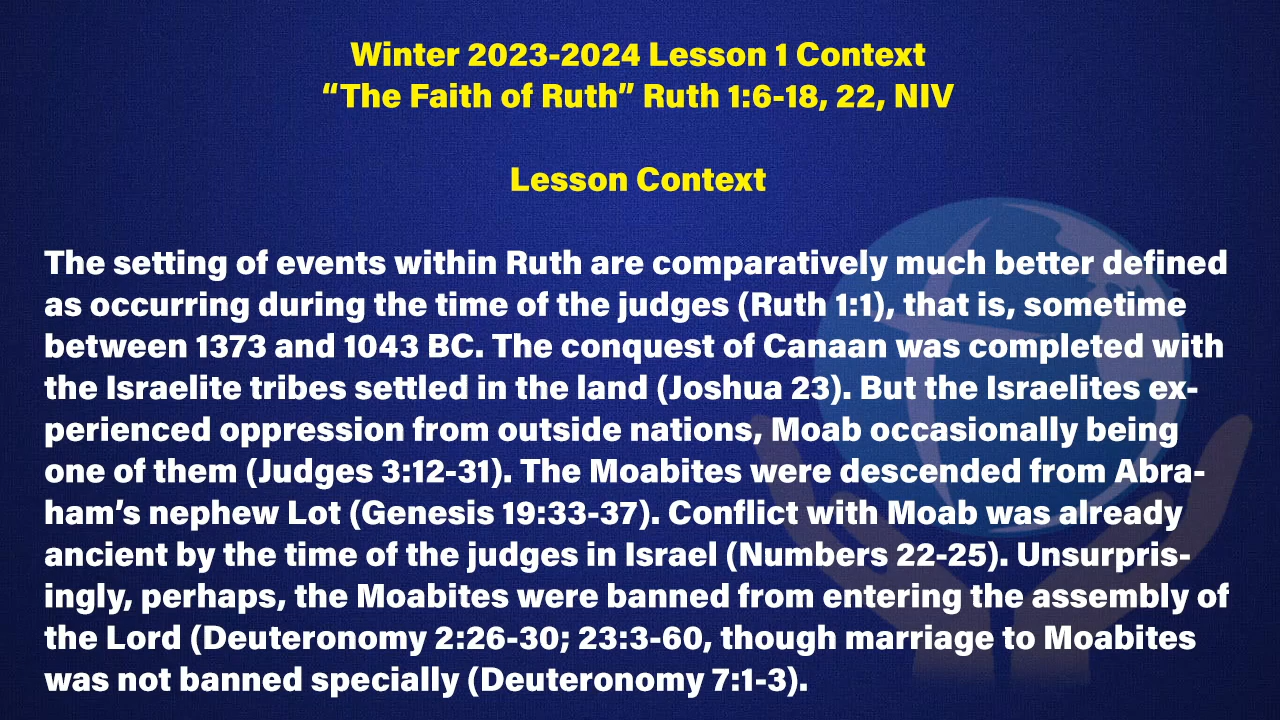 Winter 2023-2024 Lesson 1 Context
“The Faith of Ruth” Ruth 1:6-18, 22, NIV
Lesson Context
The setting of events within Ruth are comparatively much better defined
as occurring during the time of the judges (Ruth 1:1), that is, sometime
between 1373 and 1043 BC. The conquest of Canaan was completed with
the Israelite tribes settled in the land (Joshua 23). But the Israelites ex-
perienced oppression from outside nations, Moab occasionally being
one of them (Judges 3:12-31). The Moabites were descended from Abra-
ham’s nephew Lot (Genesis 19:33-37). Conflict with Moab was already
ancient by the time of the judges in Israel (Numbers 22-25). Unsurpris-
ingly, perhaps, the Moabites were banned from entering the assembly of
the Lord (Deuteronomy 2:26-30; 23:3-60, though marriage to Moabites
was not banned specially (Deuteronomy 7:1-3).